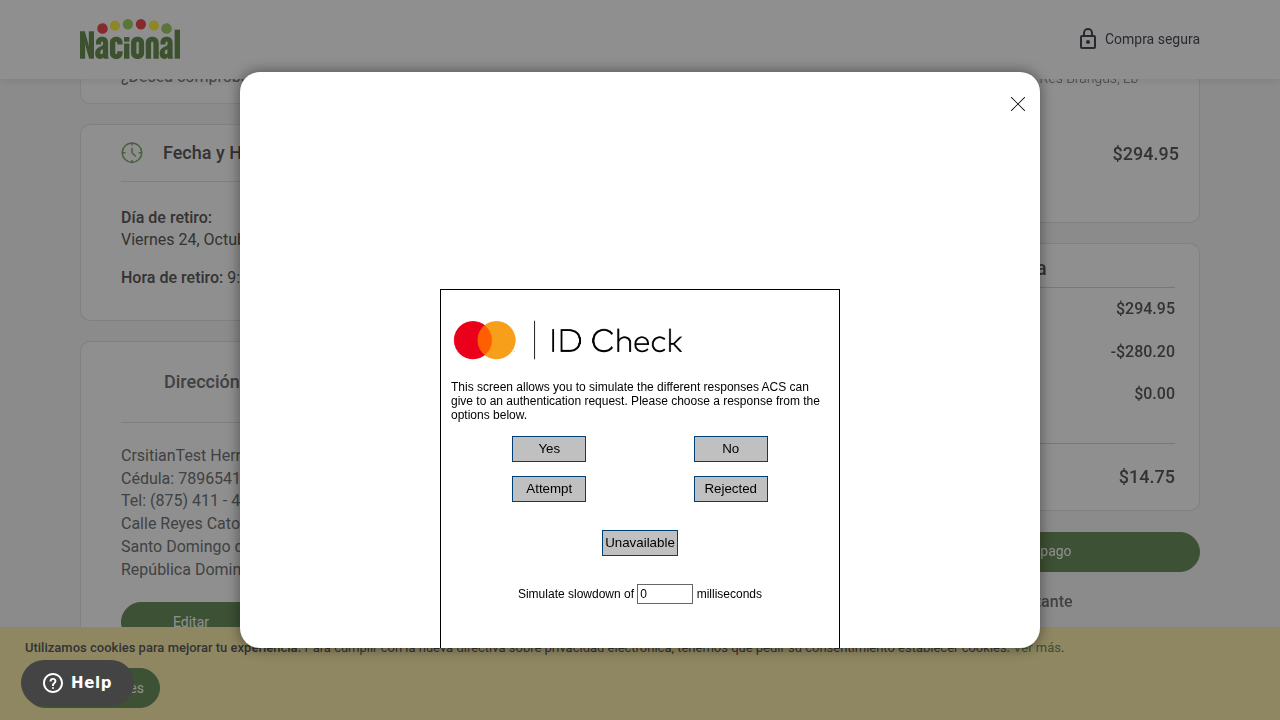 Nacional
Compra segura
¿Desea comprob
Res Brangus, Lb
Fecha y H
$294.95
Día de retiro:
Viernes 24, Octub
Hora de retiro: 9:
a
$294.95
-$280.20
$0.00
$14.75
Dirección
CrsitianTest Herr
Cédula: 7896541
Tel: (875) 411 - 4
Calle Reyes Cato
Santo Domingo
República Domin
Editar
pago
tante
ID Check
This screen allows you to simulate the different responses ACS can
give to an authentication request. Please choose a response from the
options below.
Yes
No
Attempt
Rejected
Unavailable
Simulate slowdown of 0 milliseconds
Utilizamos cookies para mejorar tu experiencia. Para cumplir con la nueva directiva sobre privacidad electrónica, tenemos que pedir su consentimiento establecer cookies. Ver más.
Help
es